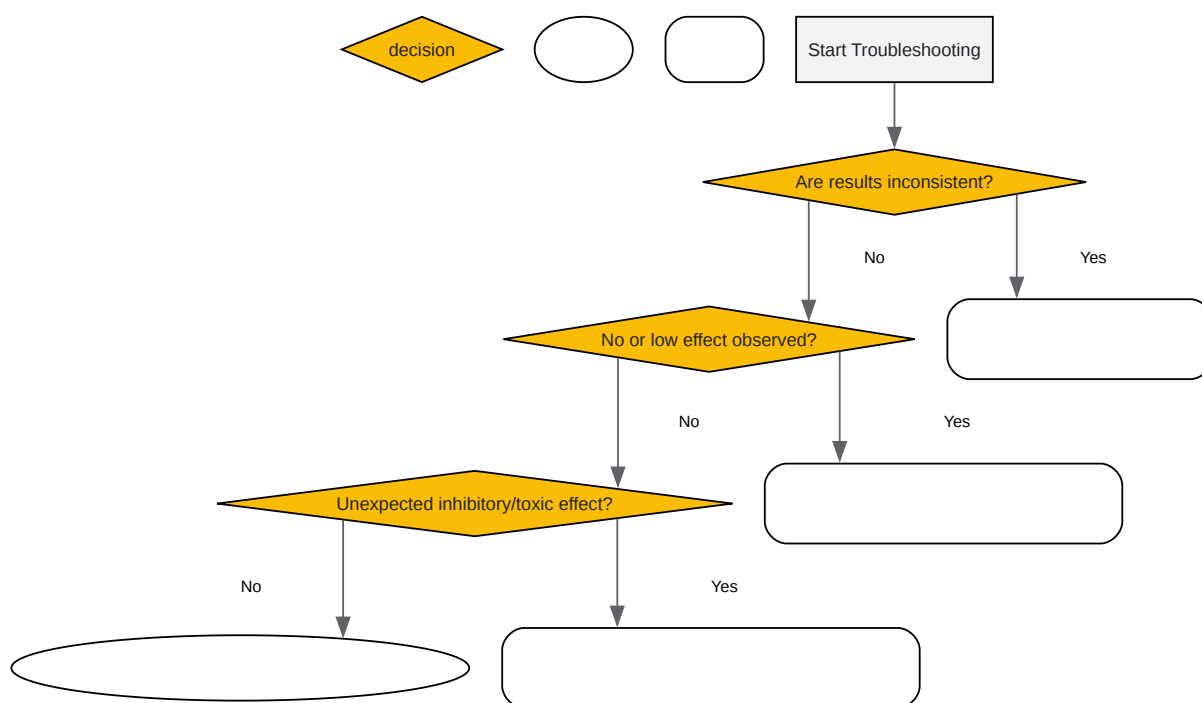 decision
Start Troubleshooting
Are results inconsistent?
No
Yes
No or low effect observed?
No
Yes
Unexpected inhibitory/toxic effect?
No
Yes